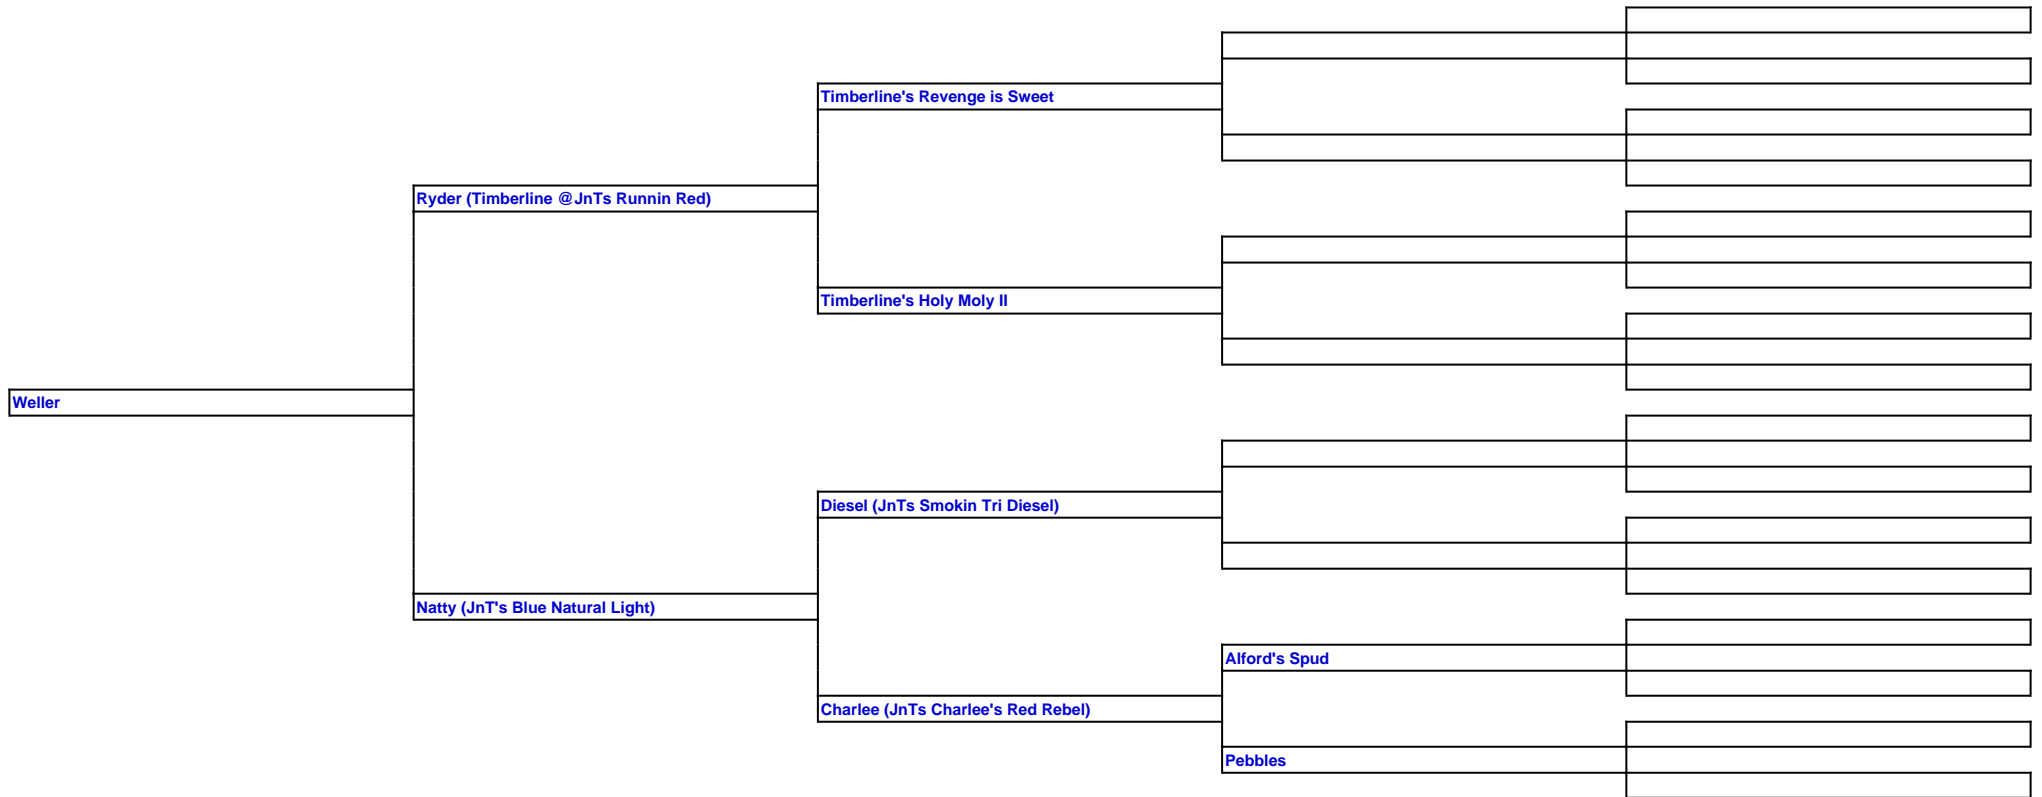 Timberline's Revenge is Sweet
Ryder (Timberline @JnTs Runnin Red)
Timberline's Holy Moly II
Weller
Diesel (JnTs Smokin Tri Diesel)
Natty (JnT's Blue Natural Light)
Alford's Spud
Charlee (JnTs Charlee's Red Rebel)
Pebbles